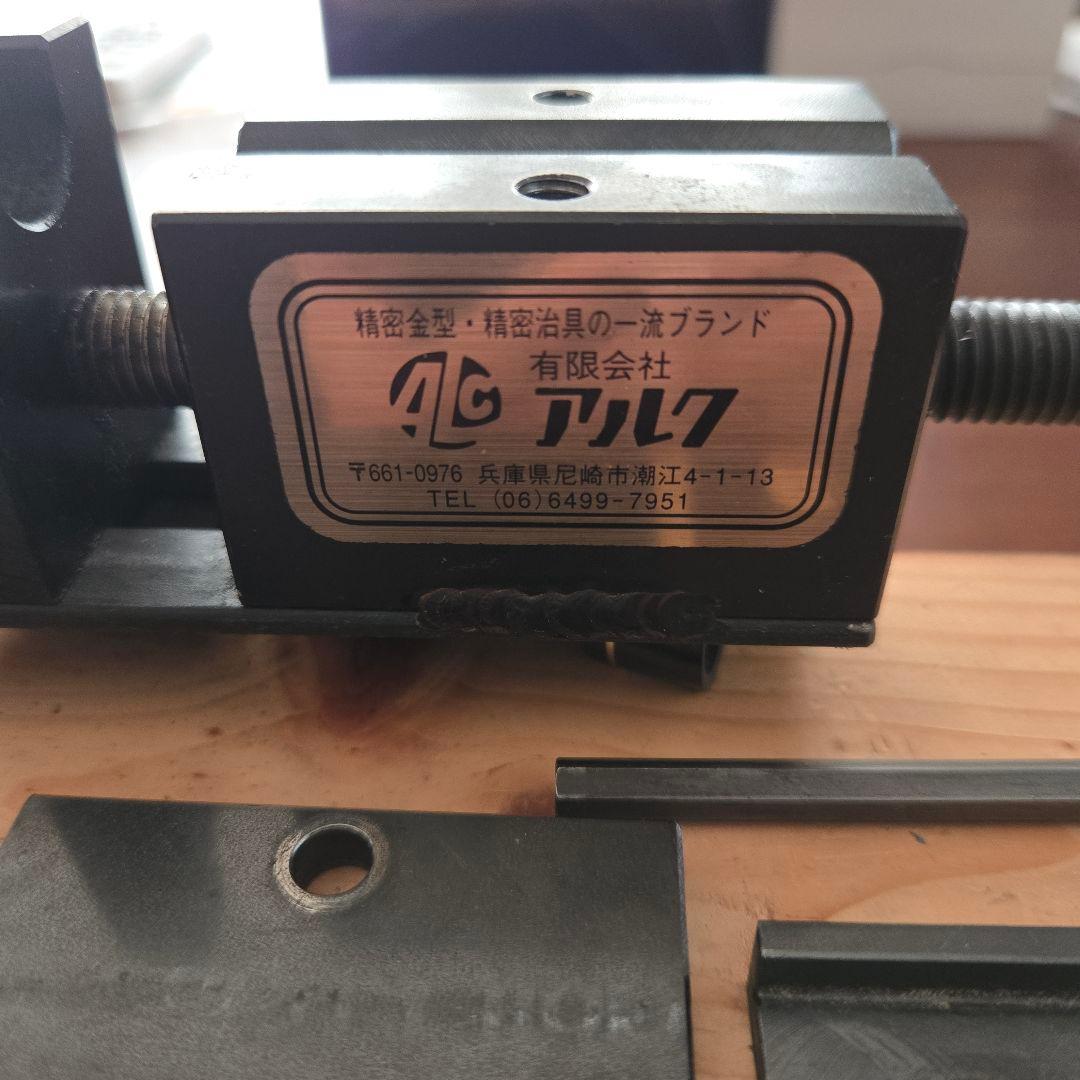 精密金型・精密治具の一流ブランド
ALC
有限会社
アルク
〒661-0976 兵庫県尼崎市潮江4-1-13
TEL (06)6499-7951